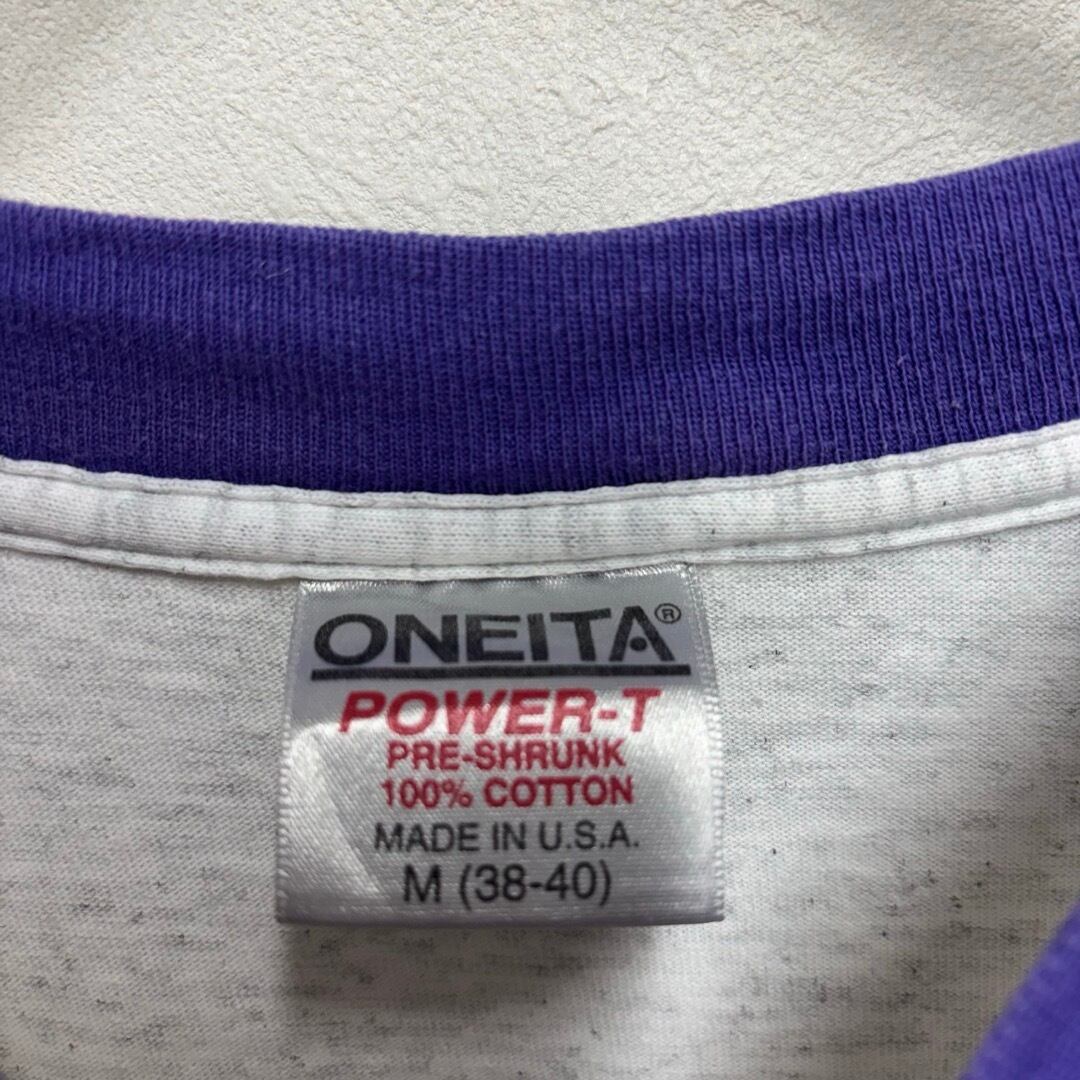 ONEITA®
POWER-T
PRE-SHRUNK
100% COTTON
MADE IN U.S.A.
M (38-40)